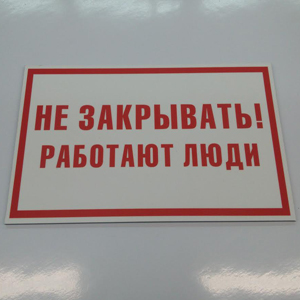 НЕ ЗАКРЫВАТЬ!
РАБОТАЮТ ЛЮДИ